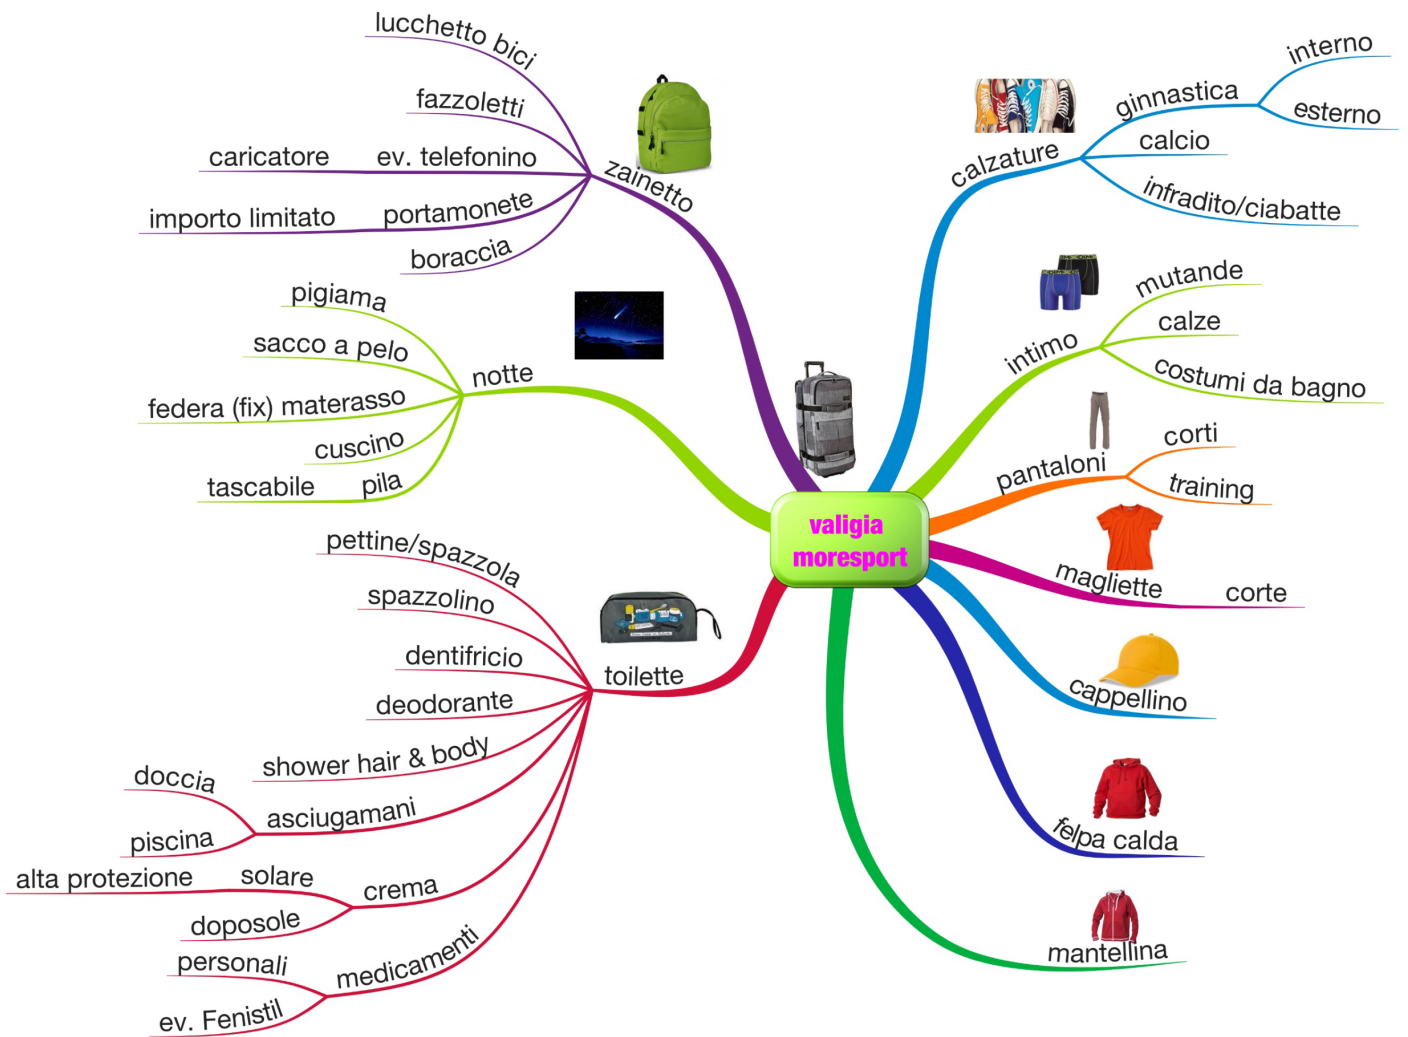 valigia
moresport
zainetto
lucchetto bici
fazzoletti
ev. telefonino
caricatore
portamonete
importo limitato
boraccia
notte
pigiama
sacco a pelo
federa (fix) materasso
cuscino
pila
tascabile
toilette
pettine/spazzola
spazzolino
dentifricio
deodorante
shower hair & body
asciugamani
doccia
piscina
crema
solare
alta protezione
doposole
medicamenti
personali
ev. Fenistil
calzature
ginnastica
interno
esterno
calcio
infradito/ciabatte
intimo
mutande
calze
costumi da bagno
pantaloni
corti
training
magliette
corte
cappellino
felpa calda
mantellina